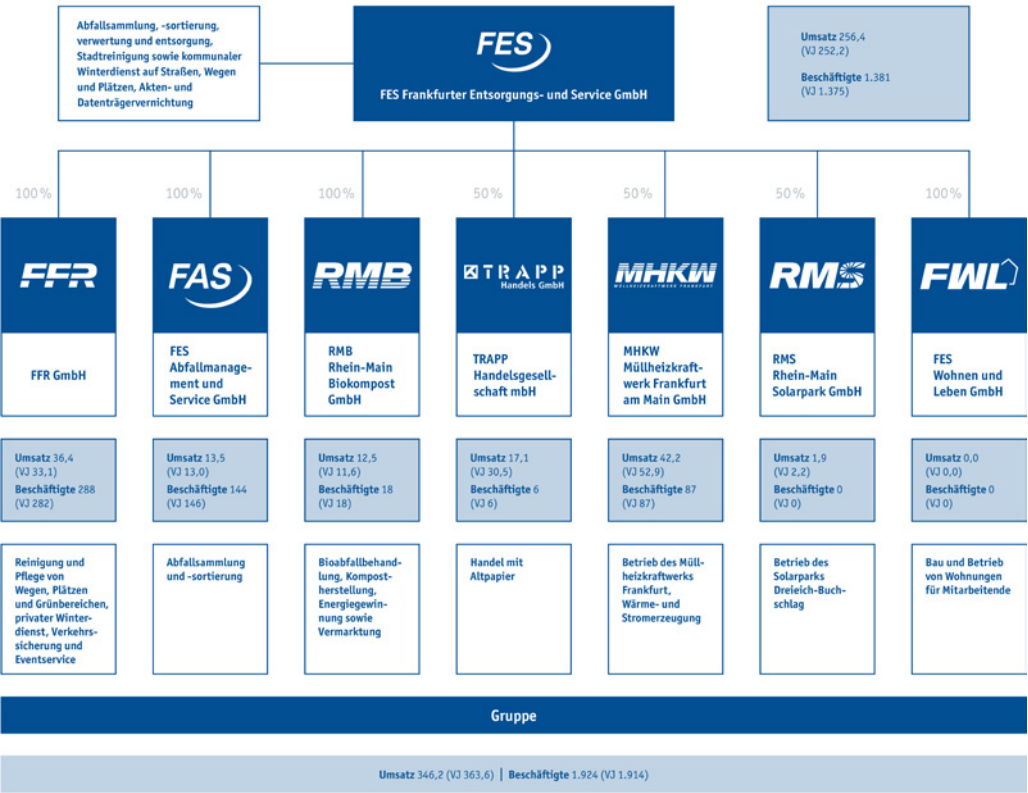 Abfallsammlung, -sortierung,
verwertung und entsorgung,
Stadtreinigung sowie kommunaler
Winterdienst auf Straßen, Wegen
und Plätzen, Akten- und
Datenträgervernichtung
FES
FES Frankfurter Entsorgungs- und Service GmbH
Umsatz 256,4
(VJ 252,2)
Beschäftigte 1.381
(VJ 1.375)
100%
100%
100%
50%
50%
50%
100%
FFR
FFR GmbH
Umsatz 36,4
(VJ 33,1)
Beschäftigte 288
(VJ 282)
Reinigung und
Pflege von
Wegen, Plätzen
und Grünbereichen,
privater Winter-
dienst, Verkehrs-
sicherung und
Eventservice
FAS
FES
Abfallmanage-
ment und
Service GmbH
Umsatz 13,5
(VJ 13,0)
Beschäftigte 144
(VJ 146)
Abfallsammlung
und -sortierung
RMB
RMB
Rhein-Main
Biokompost
GmbH
Umsatz 12,5
(VJ 11,6)
Beschäftigte 18
(VJ 18)
Bioabfallbehand-
lung, Kompost-
herstellung,
Energiegewin-
nung sowie
Vermarktung
TRAPP
Handels GmbH
TRAPP
Handelsgesell-
schaft mbH
Umsatz 17,1
(VJ 30,5)
Beschäftigte 6
(VJ 6)
Handel mit
Altpapier
MHKW
MÜLLHEIZKRAFTWERK FRANKFURT
MHKW
Müllheizkraft-
werk Frankfurt
am Main GmbH
Umsatz 42,2
(VJ 52,9)
Beschäftigte 87
(VJ 87)
Betrieb des Müll-
heizkraftwerks
Frankfurt,
Wärme- und
Stromerzeugung
RMS
RMS
Rhein-Main
Solarpark GmbH
Umsatz 1,9
(VJ 2,2)
Beschäftigte 0
(VJ 0)
Betrieb des
Solarparks
Dreieich-Buch-
schlag
FWL
FES
Wohnen und
Leben GmbH
Umsatz 0,0
(VJ 0,0)
Beschäftigte 0
(VJ 0)
Bau und Betrieb
von Wohnungen
für Mitarbeitende
Gruppe
Umsatz 346,2 (VJ 363,6) | Beschäftigte 1.924 (VJ 1.914)